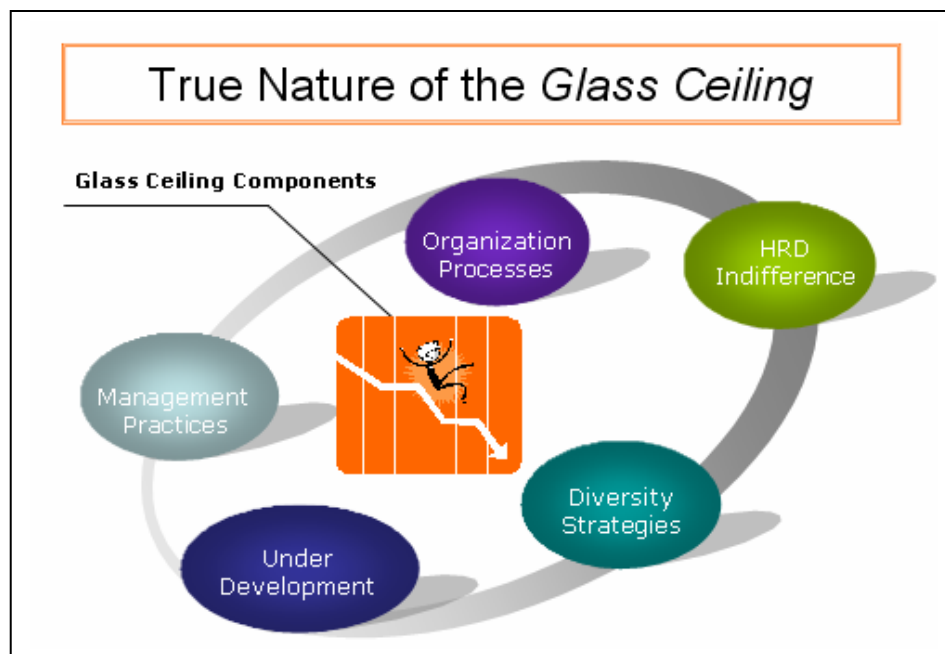 True Nature of the Glass Ceiling
Glass Ceiling Components
Organization
Processes
HRD
Indifference
Management
Practices
Diversity
Strategies
Under
Development